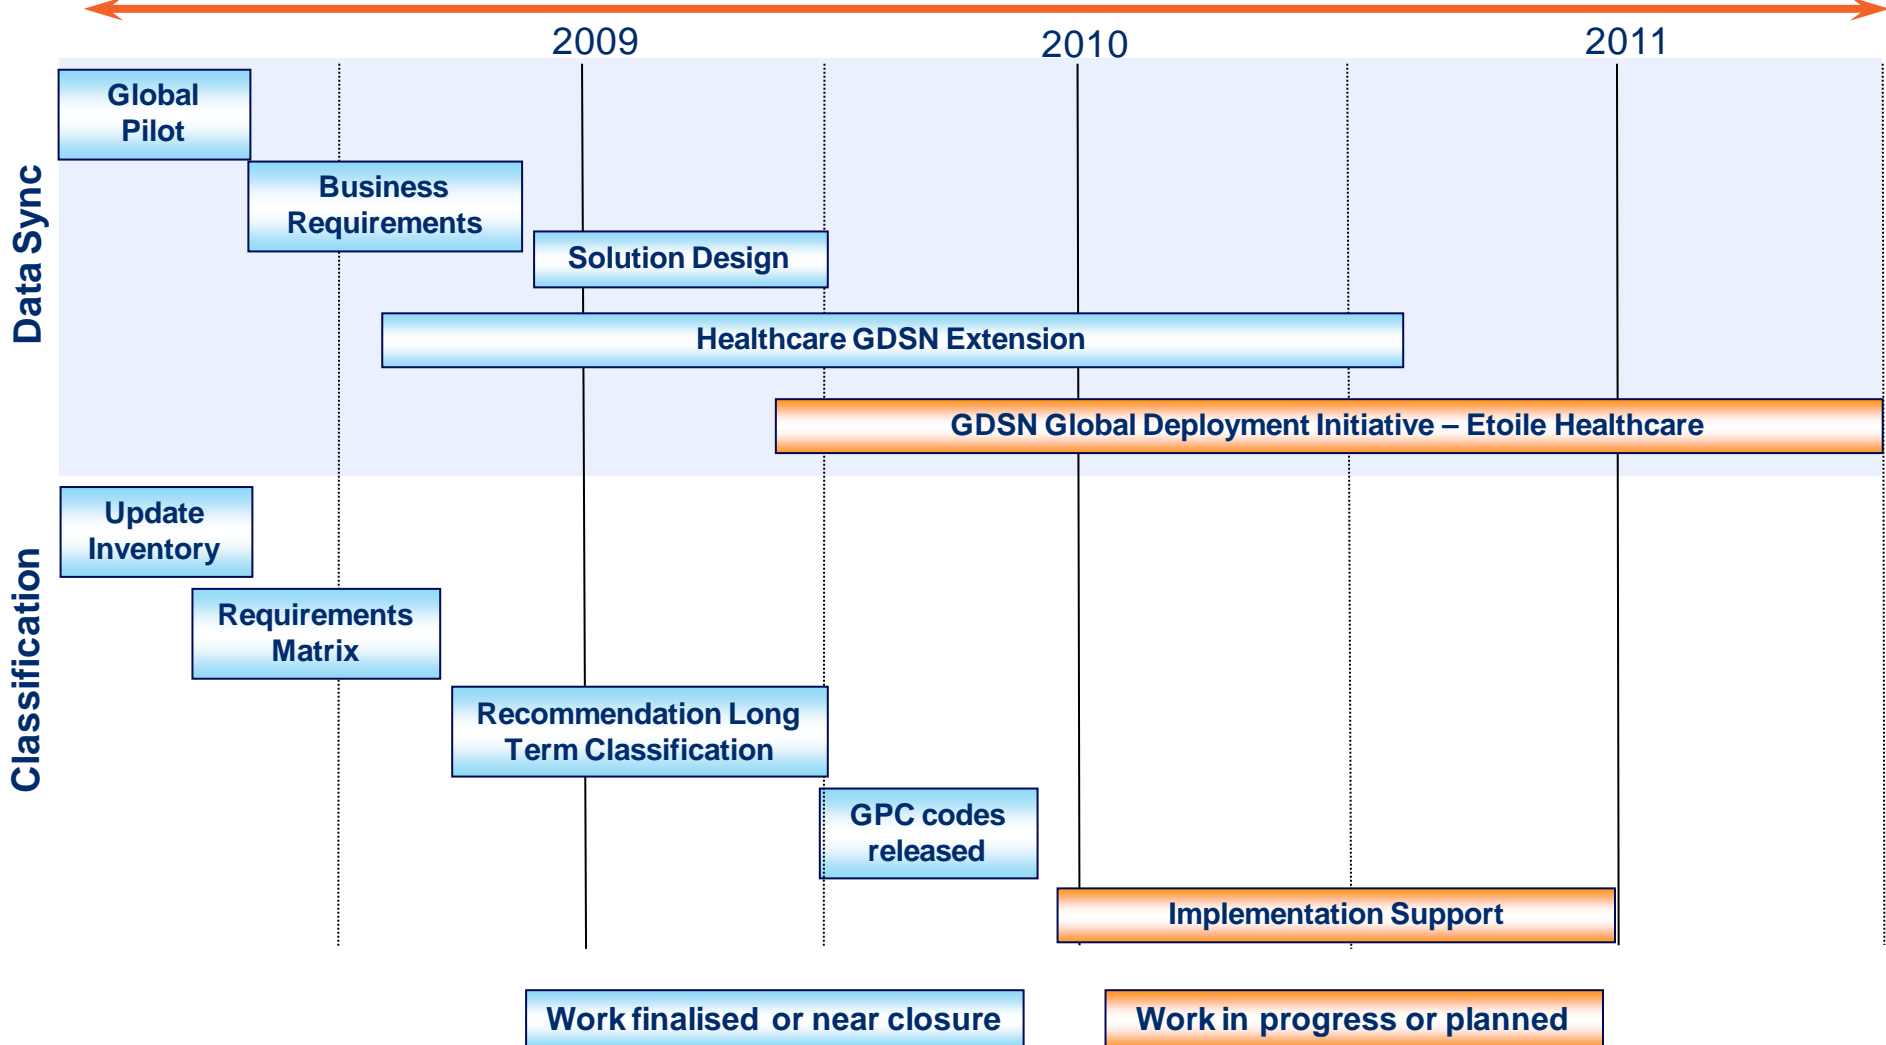 2009
2010
2011
Data Sync
Global
Pilot
Business
Requirements
Solution Design
Healthcare GDSN Extension
GDSN Global Deployment Initiative – Etoile Healthcare
Classification
Update
Inventory
Requirements
Matrix
Recommendation Long
Term Classification
GPC codes
released
Implementation Support
Work finalised or near closure
Work in progress or planned